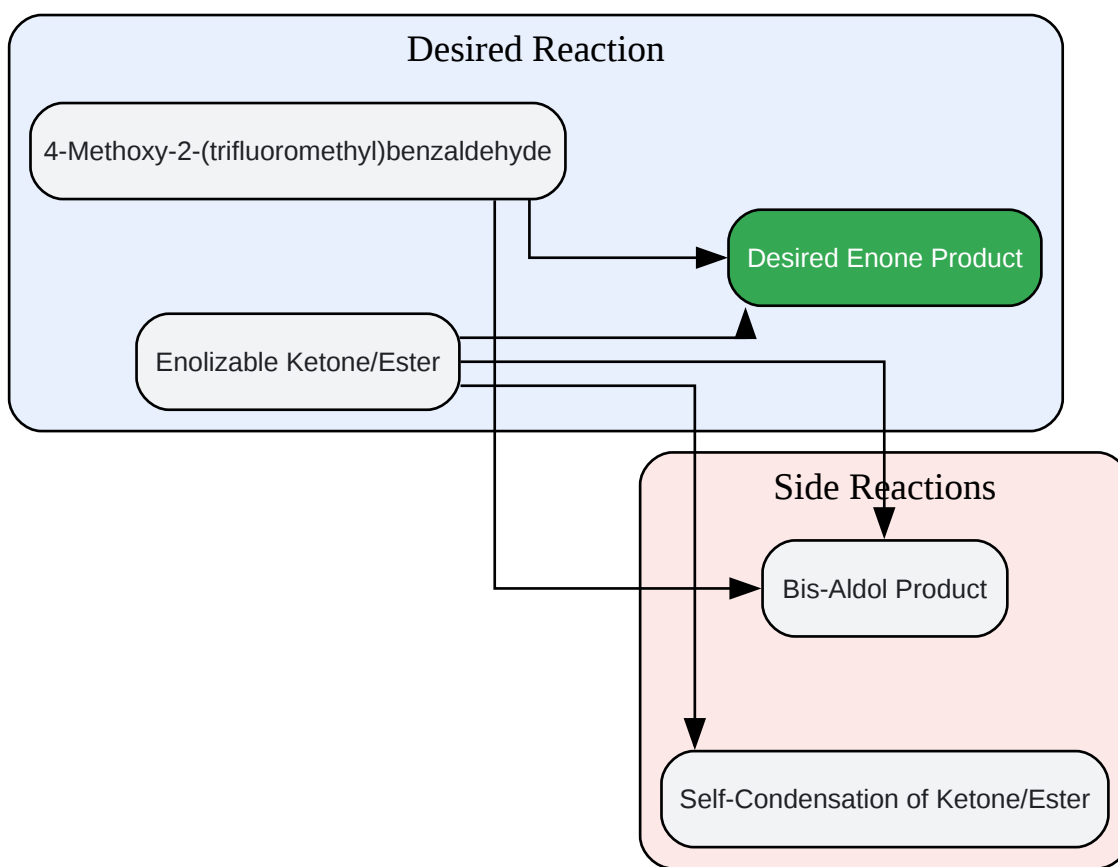 Desired Reaction
4-Methoxy-2-(trifluoromethyl)benzaldehyde
Desired Enone Product
Enolizable Ketone/Ester
Side Reactions
Bis-Aldol Product
Self-Condensation of Ketone/Ester